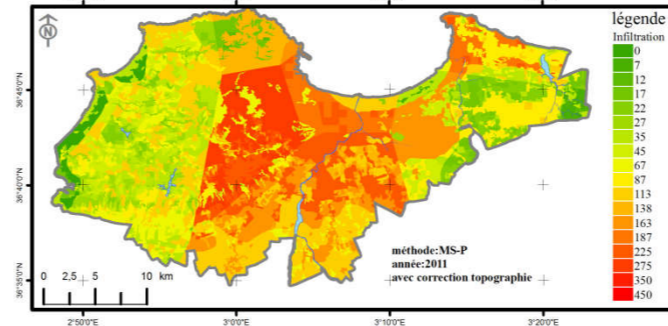 N
légende
Infiltration
0
7
12
17
22
27
35
45
67
87
113
138
163
187
225
275
350
450
36°45'0"N
36°40'0"N
36°35'0"N
0 2,5 5 10 km
méthode:MS-P
année:2011
avec correction topographie
2°50'0"E 3°0'0"E 3°10'0"E 3°20'0"E